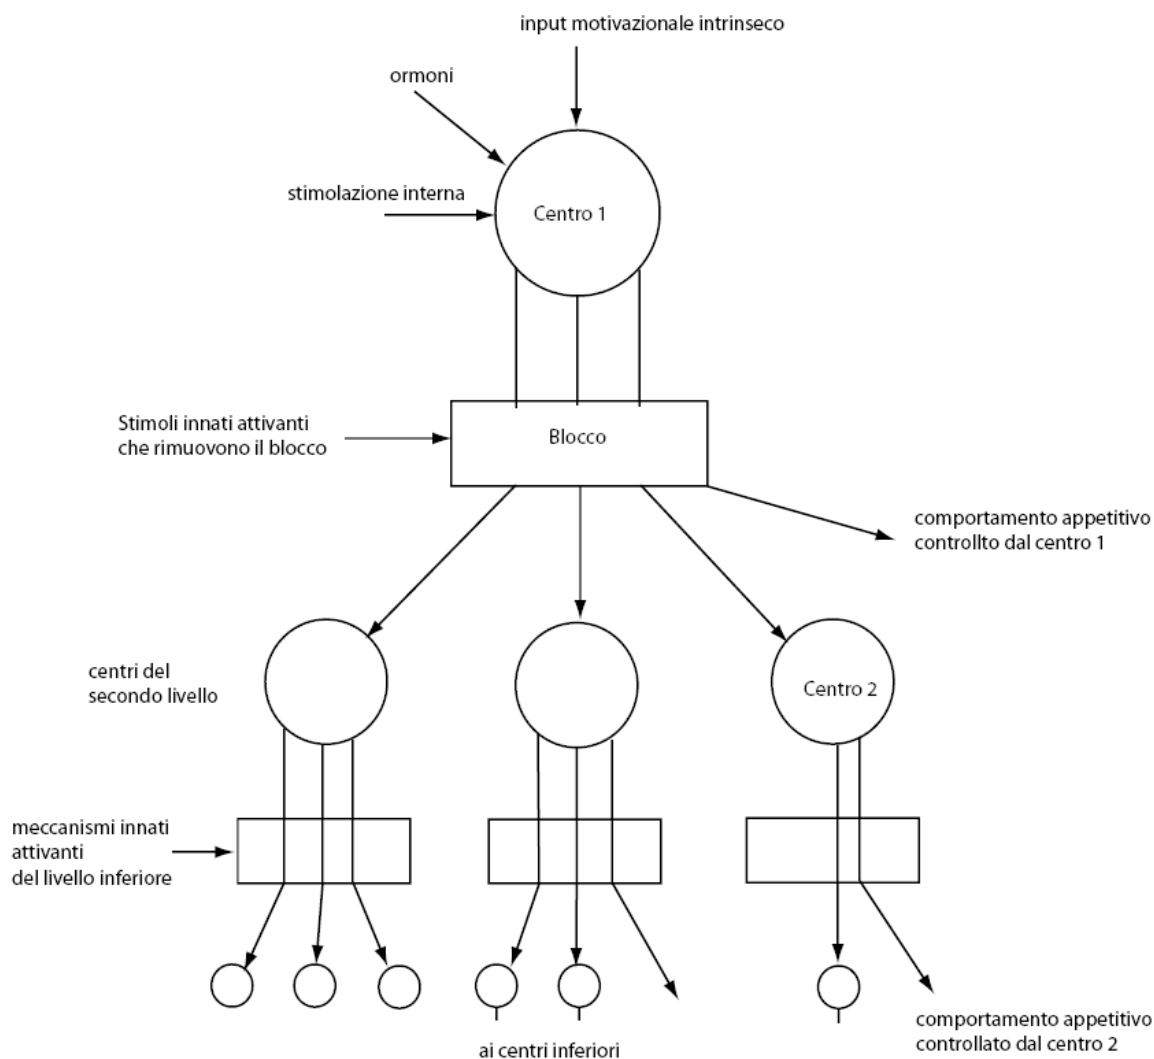 input motivazionale intrinseco
ormoni
stimolazione interna
Centro 1
Stimoli innati attivanti
che rimuovono il blocco
Blocco
comportamento appetitivo
controllto dal centro 1
centri del
secondo livello
Centro 2
meccanismi innati
attivanti
del livello inferiore
ai centri inferiori
comportamento appetitivo
controllato dal centro 2